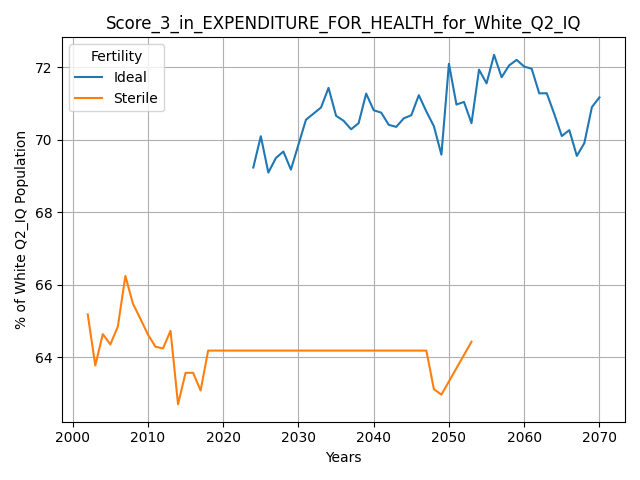 Score_3_in_EXPENDITURE_FOR_HEALTH_for_White_Q2_IQ
Fertility
Ideal
Sterile
% of White Q2_IQ Population
72
70
68
66
64
2000 2010 2020 2030 2040 2050 2060 2070
Years